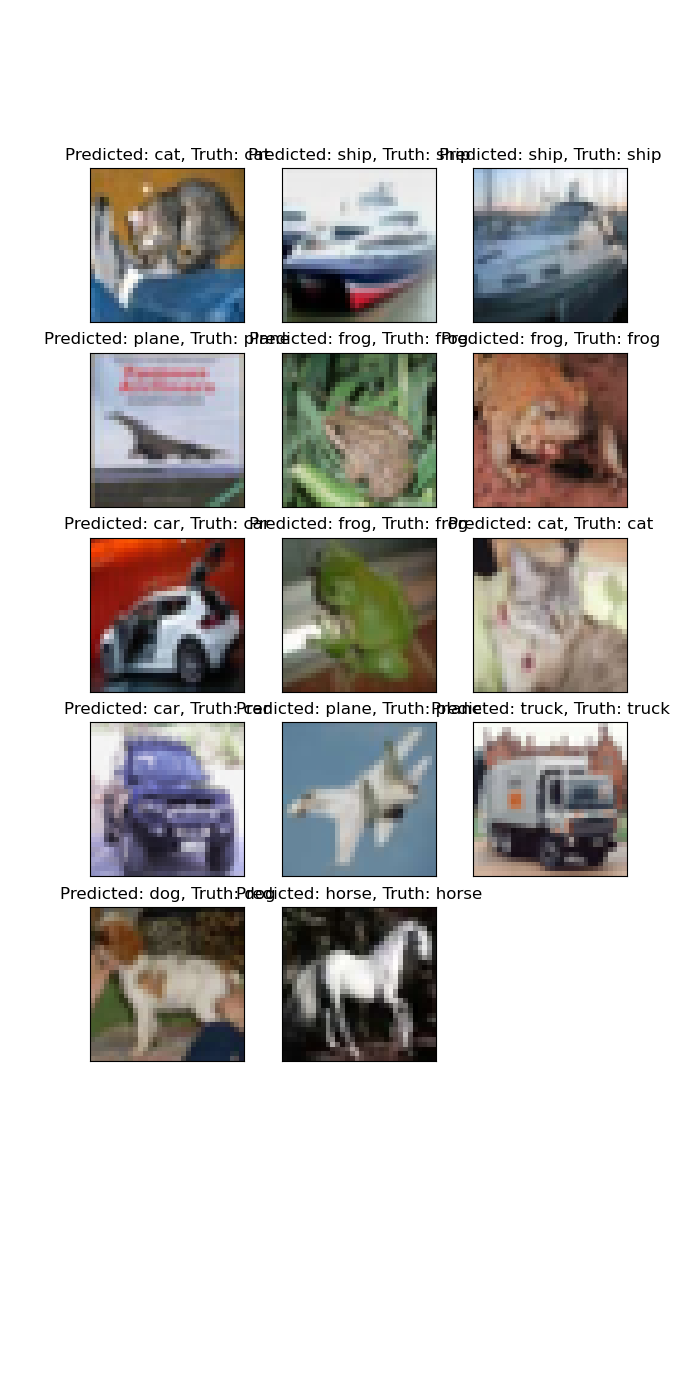 Predicted: cat, Truth: cat
Predicted: ship, Truth: ship
Predicted: ship, Truth: ship
Predicted: plane, Truth: plane
Predicted: frog, Truth: frog
Predicted: frog, Truth: frog
Predicted: car, Truth: car
Predicted: frog, Truth: frog
Predicted: cat, Truth: cat
Predicted: car, Truth: car
Predicted: plane, Truth: plane
Predicted: truck, Truth: truck
Predicted: dog, Truth: dog
Predicted: horse, Truth: horse